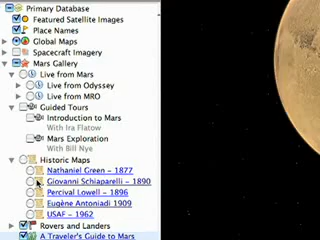 Primary Database
Featured Satellite Images
Place Names
Global Maps
Spacecraft Imagery
Mars Gallery
Live from Mars
Live from Odyssey
Live from MRO
Guided Tours
Introduction to Mars
With Ira Flatow
Mars Exploration
With Bill Nye
Historic Maps
Nathaniel Green - 1877
Giovanni Schiaparelli - 1890
Percival Lowell - 1896
Eugène Antoniadi 1909
USAF - 1962
Rovers and Landers
A Traveler's Guide to Mars